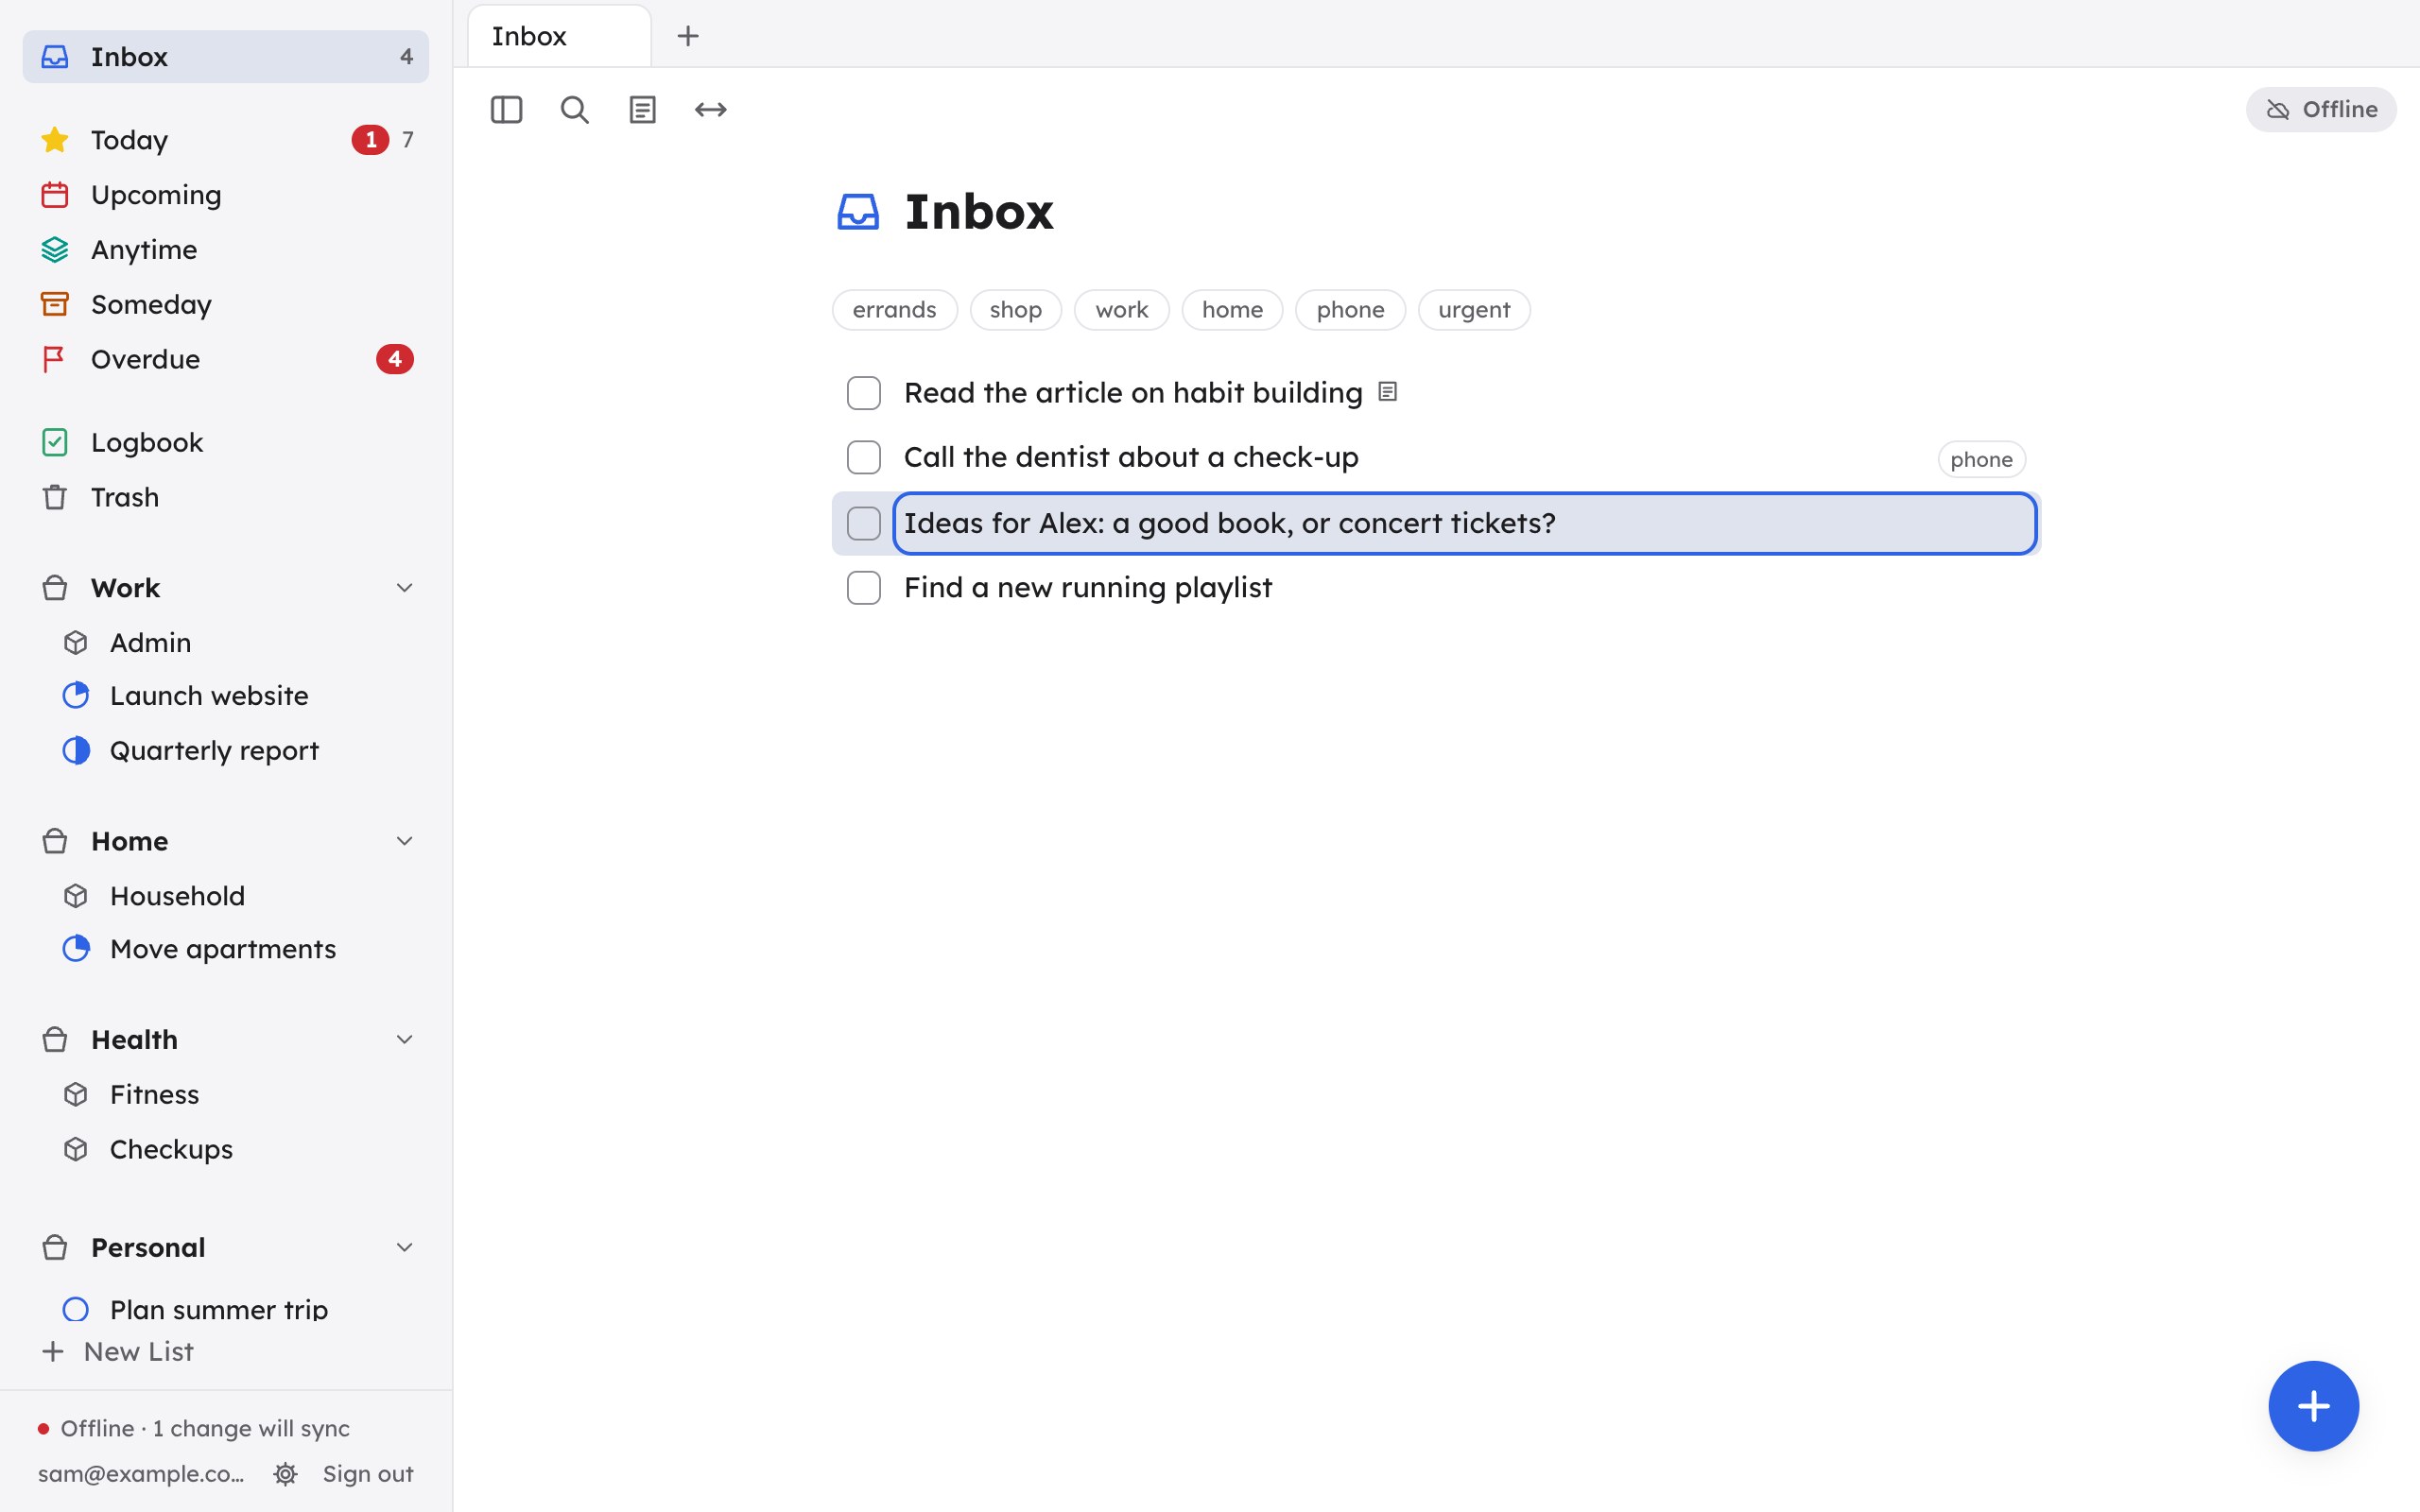 Inbox 4
Today 1 7
Upcoming
Anytime
Someday
Overdue 4
Logbook
Trash
Work
Admin
Launch website
Quarterly report
Home
Household
Move apartments
Health
Fitness
Checkups
Personal
Plan summer trip
New List
Offline · 1 change will sync
sam@example.co… Sign out
Inbox
Offline
Inbox
errands shop work home phone urgent
Read the article on habit building
Call the dentist about a check-up phone
Ideas for Alex: a good book, or concert tickets?
Find a new running playlist